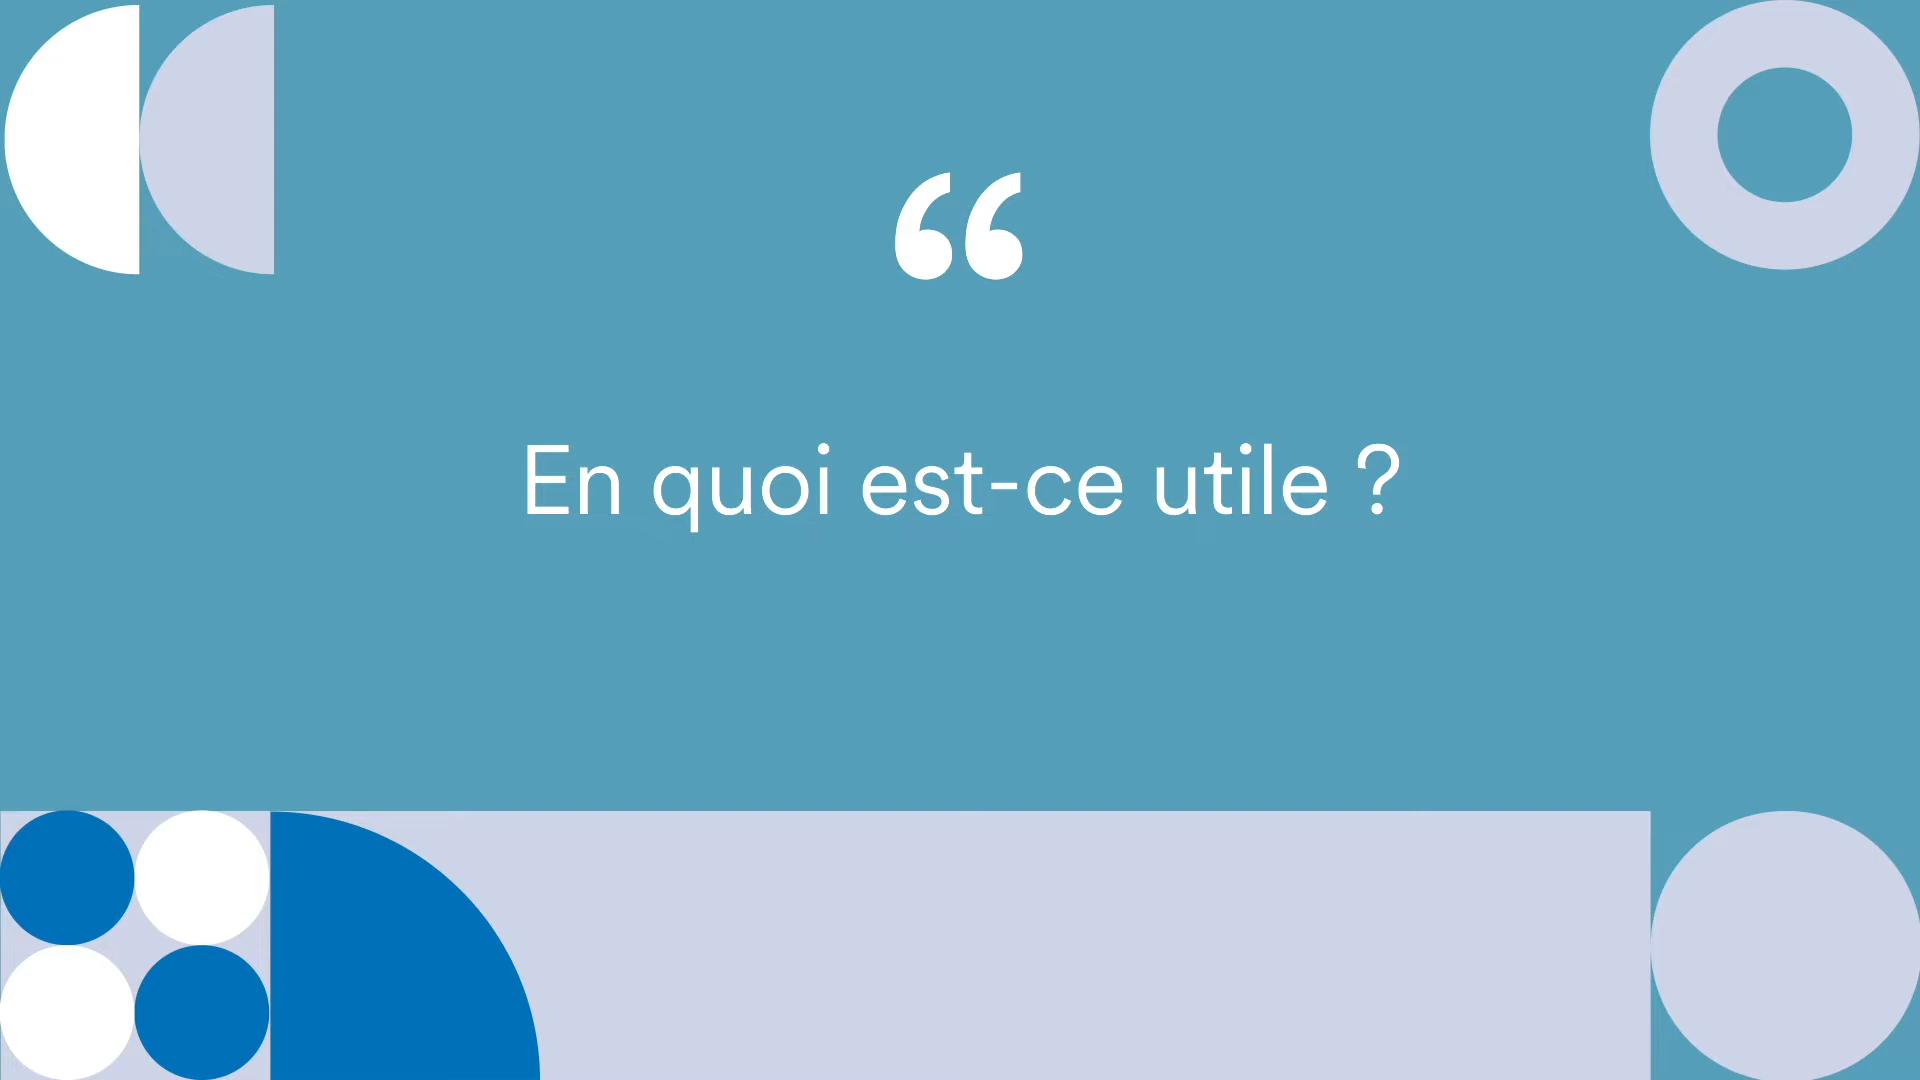 “
En quoi est-ce utile ?